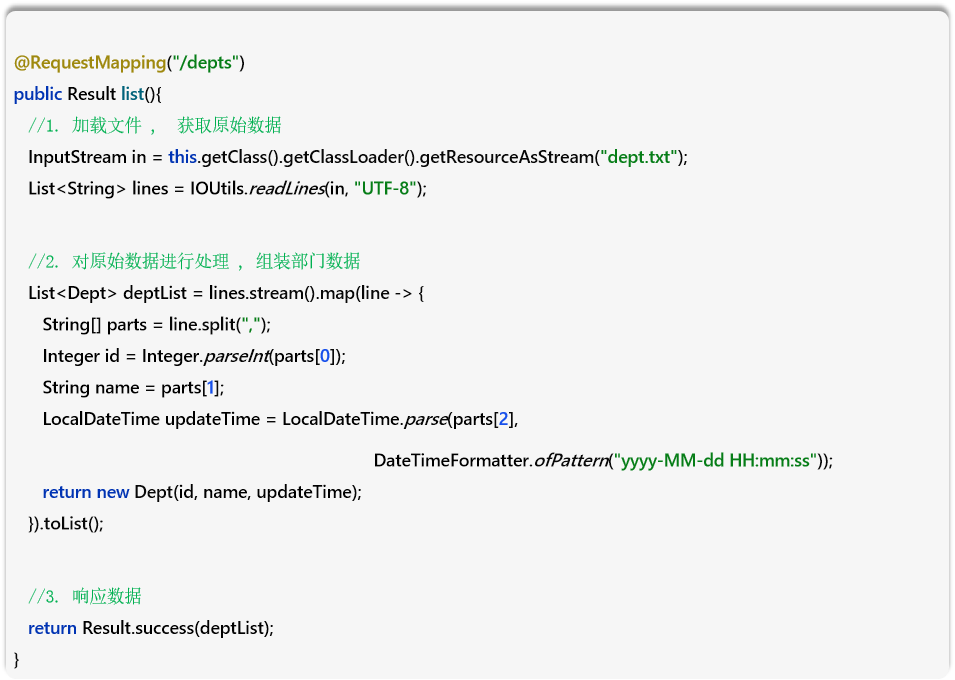 @RequestMapping("/depts")
public Result list(){
//1. 加载文件 ， 获取原始数据
InputStream in = this.getClass().getClassLoader().getResourceAsStream("dept.txt");
List<String> lines = IOUtils.readLines(in, "UTF-8");
//2. 对原始数据进行处理 ，组装部门数据
List<Dept> deptList = lines.stream().map(line -> {
String[] parts = line.split(",");
Integer id = Integer.parseInt(parts[0]);
String name = parts[1];
LocalDateTime updateTime = LocalDateTime.parse(parts[2],
DateTimeFormatter.ofPattern("yyyy-MM-dd HH:mm:ss"));
return new Dept(id, name, updateTime);
}).toList();
//3. 响应数据
return Result.success(deptList);
}